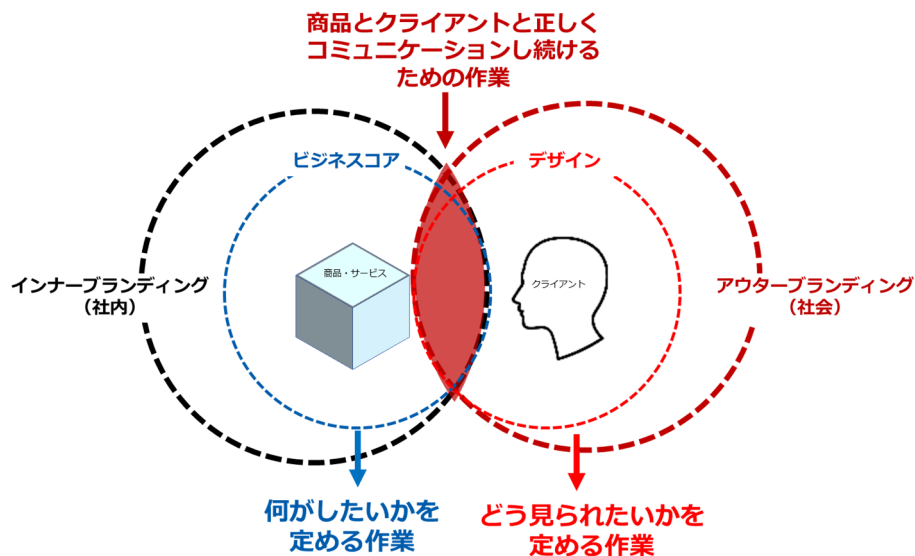 商品とクライアントと正しく
コミュニケーションし続ける
ための作業
ビジネスコア
デザイン
商品・サービス
クライアント
インナーブランディング
（社内）
アウターブランディング
（社会）
何がしたいかを
定める作業
どう見られたいかを
定める作業